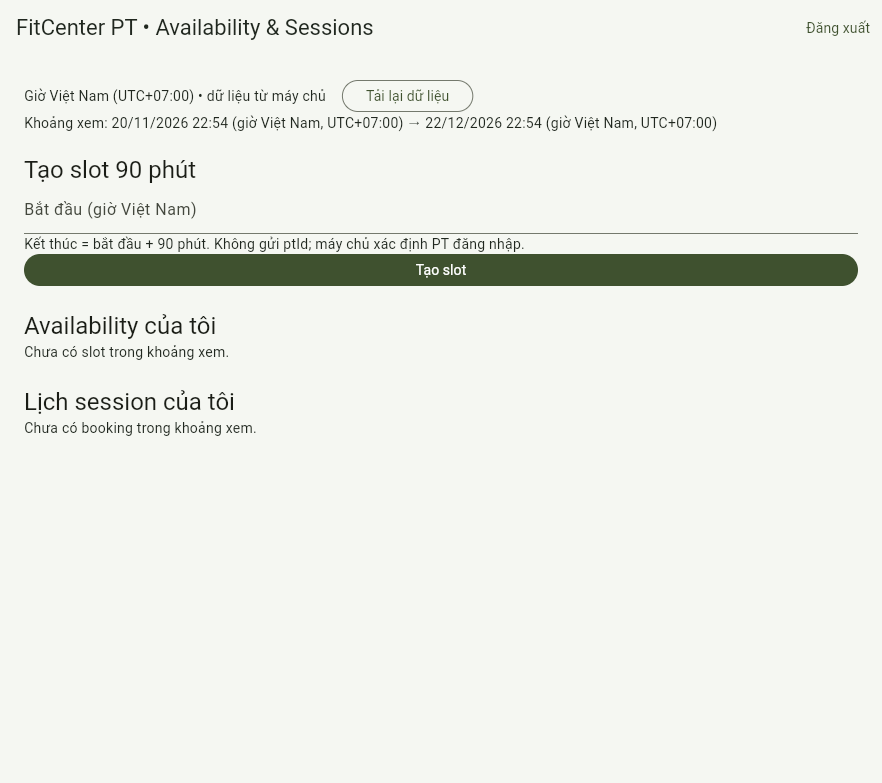 FitCenter PT • Availability & Sessions
Đăng xuất
Giờ Việt Nam (UTC+07:00) • dữ liệu từ máy chủ
Tải lại dữ liệu
Khoảng xem: 20/11/2026 22:54 (giờ Việt Nam, UTC+07:00) → 22/12/2026 22:54 (giờ Việt Nam, UTC+07:00)
Tạo slot 90 phút
Bắt đầu (giờ Việt Nam)
Kết thúc = bắt đầu + 90 phút. Không gửi ptId; máy chủ xác định PT đăng nhập.
Tạo slot
Availability của tôi
Chưa có slot trong khoảng xem.
Lịch session của tôi
Chưa có booking trong khoảng xem.